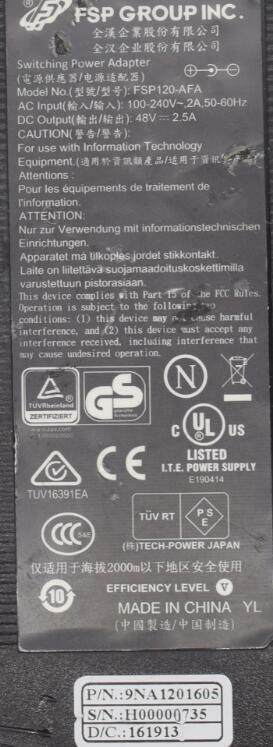 FSP GROUP INC.
全漢企業股份有限公司
全汉企业股份有限公司
Switching Power Adapter
(電源供應器/电源适配器)
Model No.(型號/型号): FSP120-AFA
AC Input(輸入/输入): 100-240V~,2A,50-60Hz
DC Output(輸出/输出): 48V⎓2.5A
CAUTION(警告/警告):
For use with Information Technology
Equipment.(適用於資訊類產品/适用于资讯
Attentions :
Pour les équipements de traitement de
l'information.
ATTENTION:
Nur zur Verwendung mit informationstechnischen
Einrichtungen.
Apparatet må tilkoples jordet stikkontakt.
Laite on liitettävä suojamaadoituskoskettimilla
varustettuun pistorasiaan.
This device complies with Part 15 of the FCC Rules.
Operation is subject to the following two
conditions: (1) this device may not cause harmful
interference, and (2) this device must accept any
interference received, including interference that
may cause undesired operation.
TÜVRheinland
ZERTIFIZIERT
www.tuv.com
GS
geprüfte
Sicherheit
N
C UL US
LISTED
I.T.E. POWER SUPPLY
E190414
TUV16391EA
CE
TÜV RT
PS
E
(株)TECH-POWER JAPAN
CCC S&E
仅适用于海拔2000m以下地区安全使用
10
EFFICIENCY LEVEL V
MADE IN CHINA YL
(中國製造/中国制造)
P/N.:9NA1201605
S/N.:H00000735
D/C.:161913